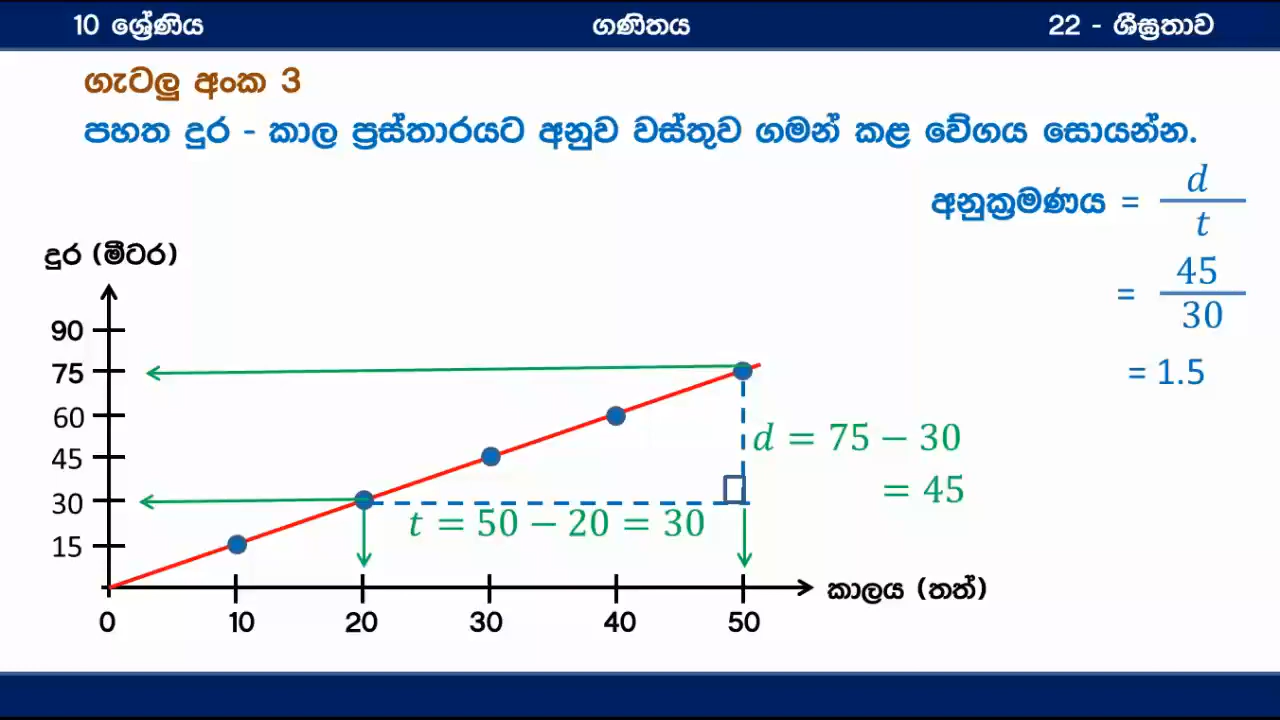 10 ශ්‍රේණිය ගණිතය 22 - ශීඝ්‍රතාව
ගැටලු අංක 3
පහත දුර - කාල ප්‍රස්තාරයට අනුව වස්තුව ගමන් කළ වේගය සොයන්න.
අනුක්‍රමණය = d
t
= 45
30
= 1.5
දුර (මීටර)
90
75
60
45
30
15
d = 75 − 30
= 45
t = 50 − 20 = 30
කාලය (තත්)
0 10 20 30 40 50